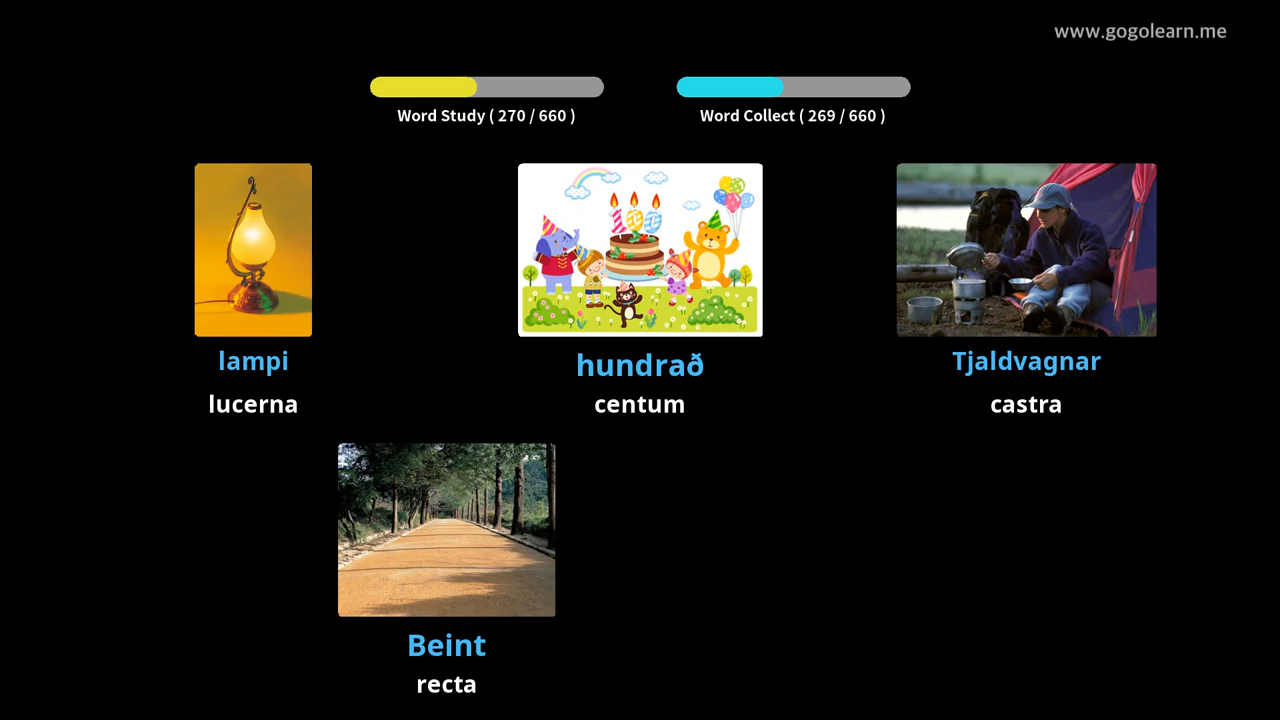 www.gogolearn.me
Word Study ( 270 / 660 )
Word Collect ( 269 / 660 )
100
lampi
lucerna
hundrað
centum
Tjaldvagnar
castra
Beint
recta